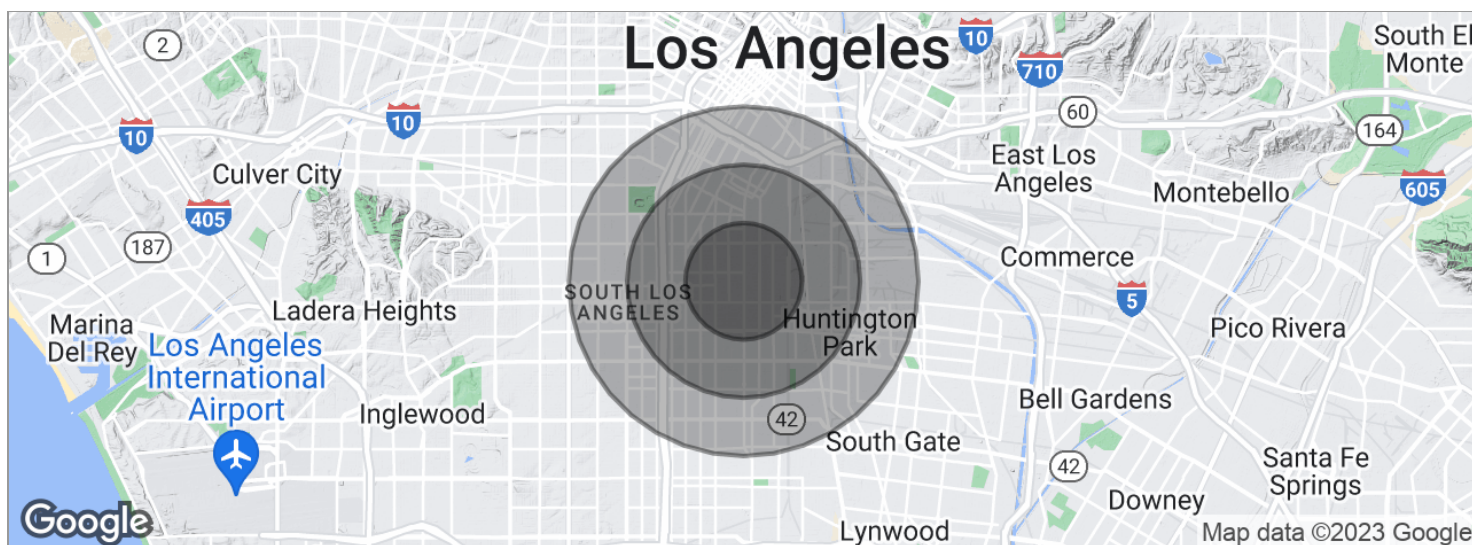 Los Angeles
10
South El
Monte
2
710
60
10
10
164
East Los
Angeles
Culver City
Montebello
605
405
187
1
Commerce
SOUTH LOS
ANGELES
5
Ladera Heights
Marina
Del Rey
Huntington
Park
Pico Rivera
Los Angeles
International
Airport
Inglewood
Bell Gardens
42
South Gate
42
Santa Fe
Springs
Downey
Google
Lynwood
Map data ©2023 Google